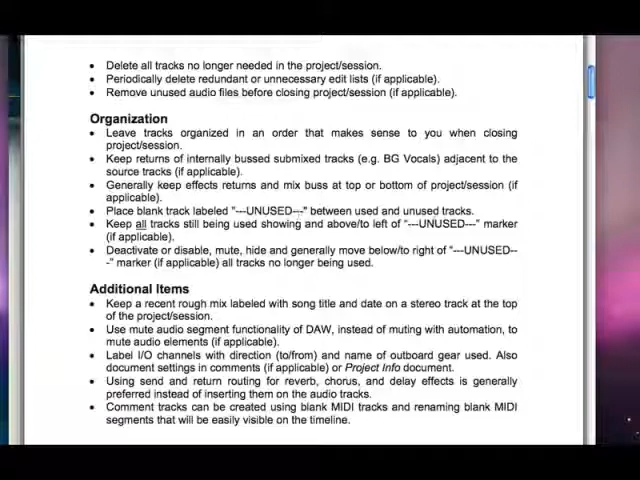 • Delete all tracks no longer needed in the project/session.
• Periodically delete redundant or unnecessary edit lists (if applicable).
• Remove unused audio files before closing project/session (if applicable).
Organization
• Leave tracks organized in an order that makes sense to you when closing
project/session.
• Keep returns of internally bussed submixed tracks (e.g. BG Vocals) adjacent to the
source tracks (if applicable).
• Generally keep effects returns and mix buss at top or bottom of project/session (if
applicable).
• Place blank track labeled "---UNUSED---" between used and unused tracks.
• Keep all tracks still being used showing and above/to left of "---UNUSED---" marker
(if applicable).
• Deactivate or disable, mute, hide and generally move below/to right of "---UNUSED--
-" marker (if applicable) all tracks no longer being used.
Additional Items
• Keep a recent rough mix labeled with song title and date on a stereo track at the top
of the project/session.
• Use mute audio segment functionality of DAW, instead of muting with automation, to
mute audio elements (if applicable).
• Label I/O channels with direction (to/from) and name of outboard gear used. Also
document settings in comments (if applicable) or Project Info document.
• Using send and return routing for reverb, chorus, and delay effects is generally
preferred instead of inserting them on the audio tracks.
• Comment tracks can be created using blank MIDI tracks and renaming blank MIDI
segments that will be easily visible on the timeline.